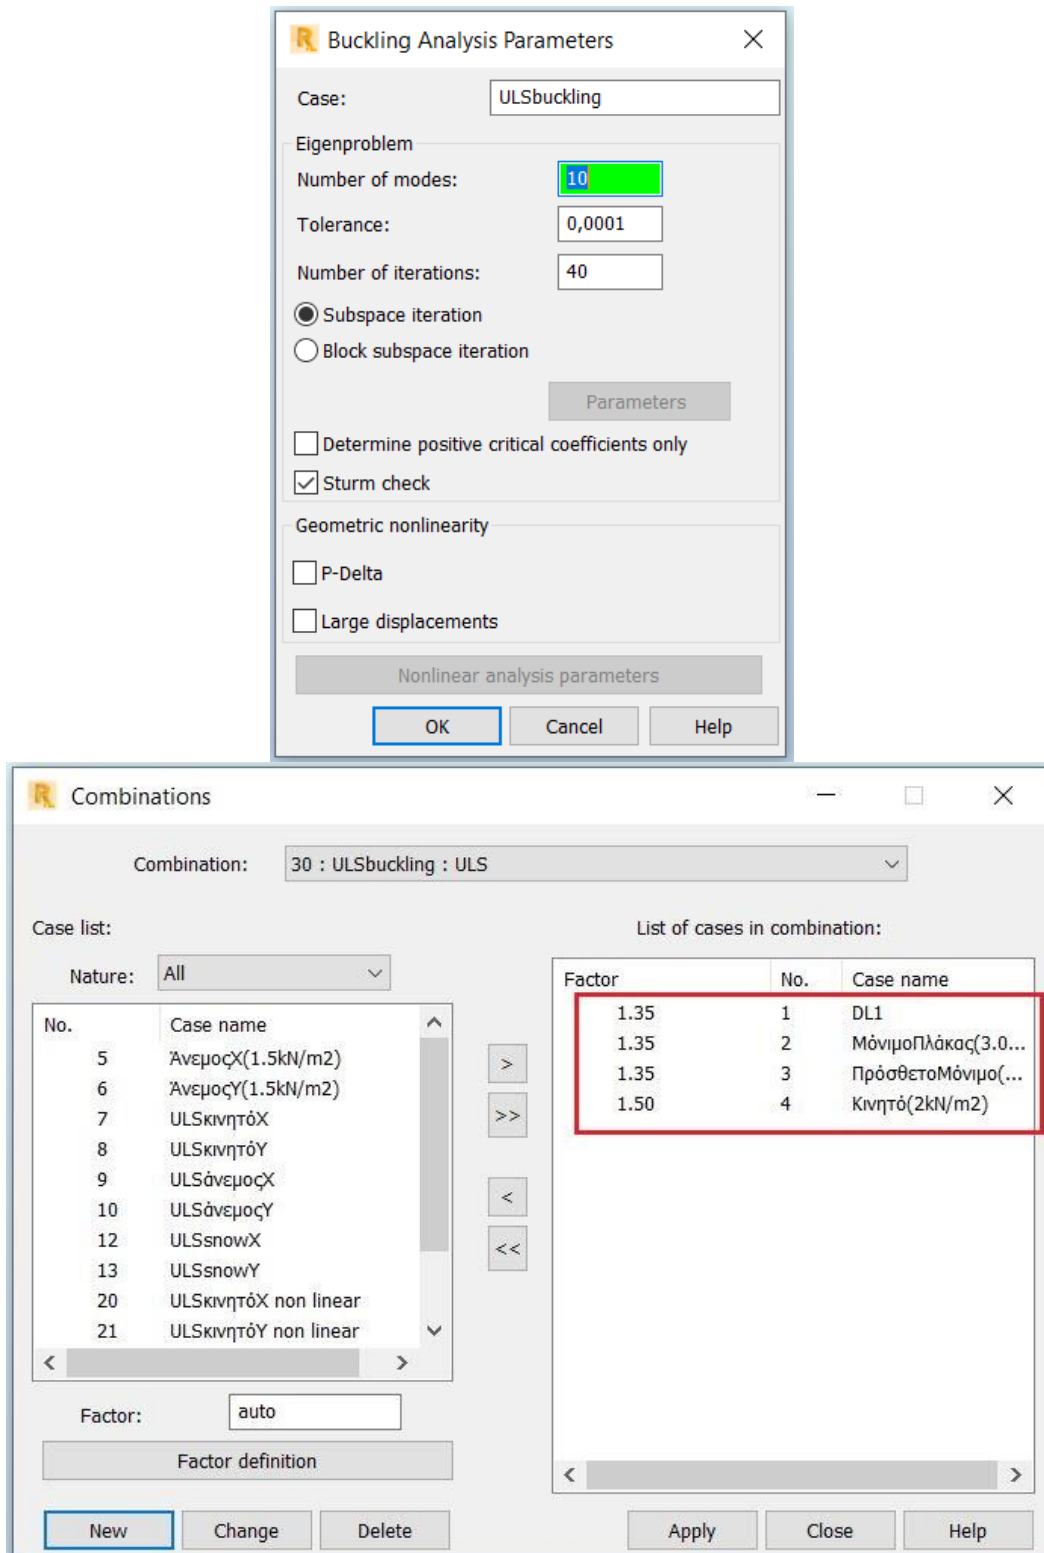 Buckling Analysis Parameters
Case: ULSbuckling
Eigenproblem
Number of modes: 10
Tolerance: 0,0001
Number of iterations: 40
Subspace iteration
Block subspace iteration
Parameters
Determine positive critical coefficients only
Sturm check
Geometric nonlinearity
P-Delta
Large displacements
Nonlinear analysis parameters
OK Cancel Help
Combinations
Combination: 30 : ULSbuckling : ULS
Case list:
Nature: All
No. Case name
5 ΆνεμοςX(1.5kN/m2)
6 ΆνεμοςY(1.5kN/m2)
7 ULSκινητόX
8 ULSκινητόY
9 ULSάνεμοςX
10 ULSάνεμοςY
12 ULSsnowX
13 ULSsnowY
20 ULSκινητόX non linear
21 ULSκινητόY non linear
>
>>
<
<<
List of cases in combination:
Factor No. Case name
1.35 1 DL1
1.35 2 ΜόνιμοΠλάκας(3.0...
1.35 3 ΠρόσθετοΜόνιμο(...
1.50 4 Κινητό(2kN/m2)
Factor: auto
Factor definition
New Change Delete
Apply Close Help